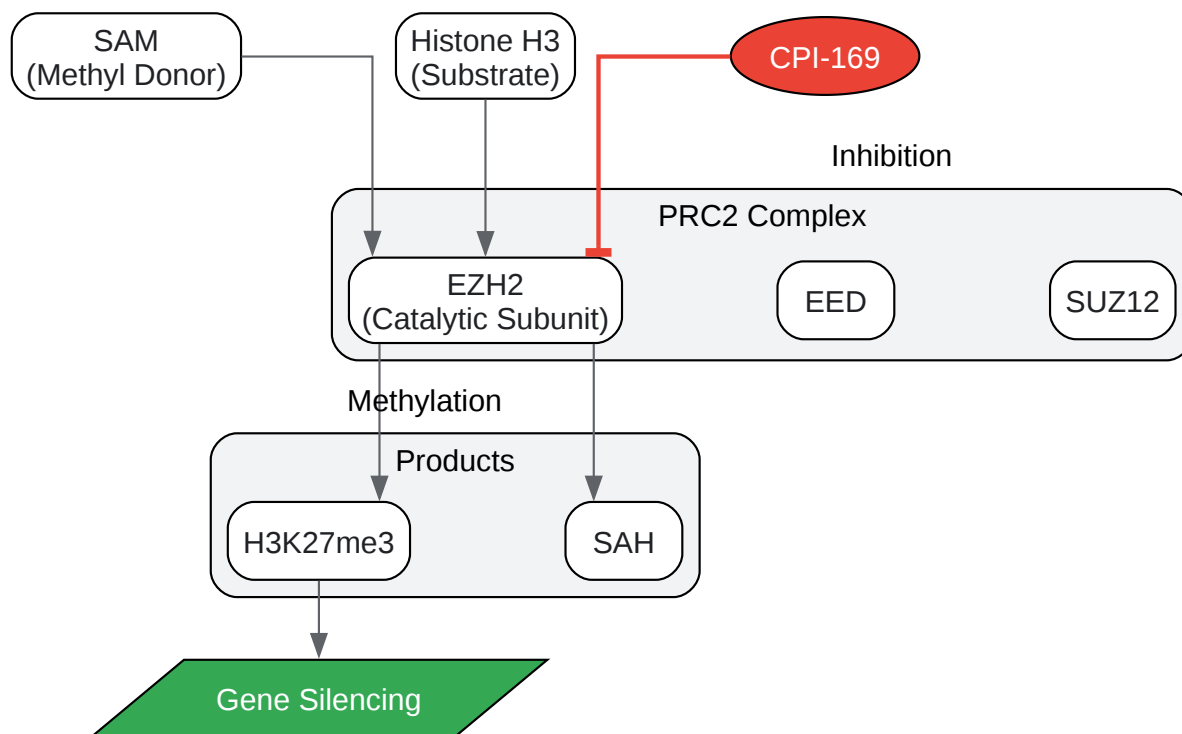 SAM
(Methyl Donor)
Histone H3
(Substrate)
CPI-169
Inhibition
PRC2 Complex
EZH2
(Catalytic Subunit)
EED
SUZ12
Methylation
Products
H3K27me3
SAH
Gene Silencing